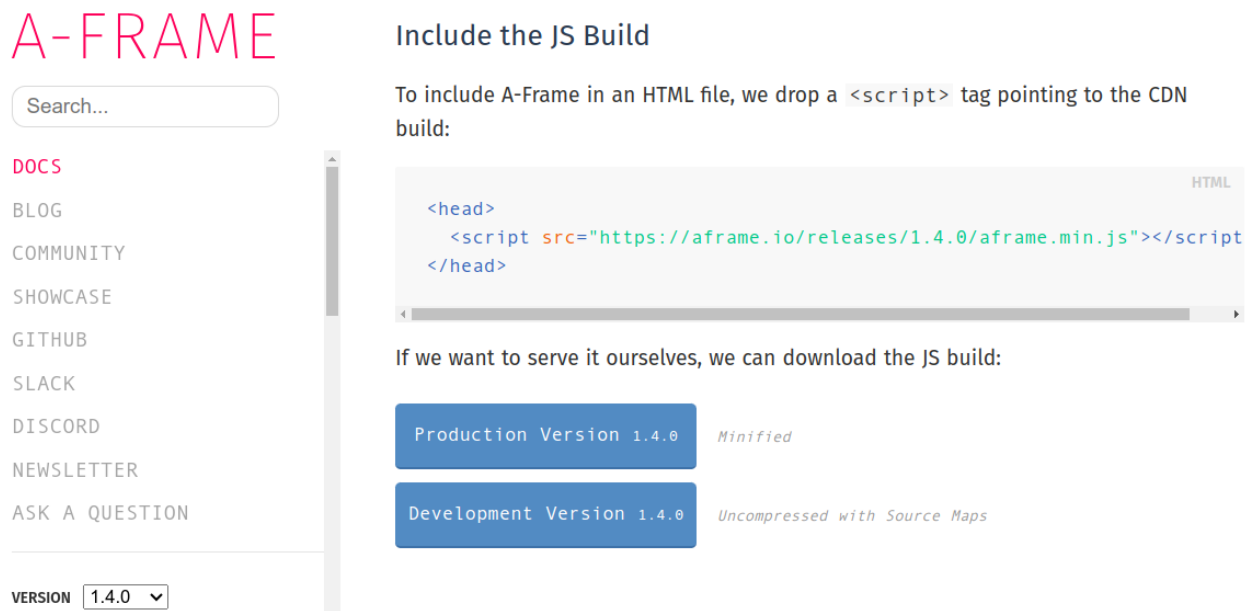 A-FRAME
Search...
DOCS
BLOG
COMMUNITY
SHOWCASE
GITHUB
SLACK
DISCORD
NEWSLETTER
ASK A QUESTION
VERSION 1.4.0
Include the JS Build
To include A-Frame in an HTML file, we drop a <script> tag pointing to the CDN
build:
HTML
<head>
<script src="https://aframe.io/releases/1.4.0/aframe.min.js"></script
</head>
If we want to serve it ourselves, we can download the JS build:
Production Version 1.4.0 Minified
Development Version 1.4.0 Uncompressed with Source Maps